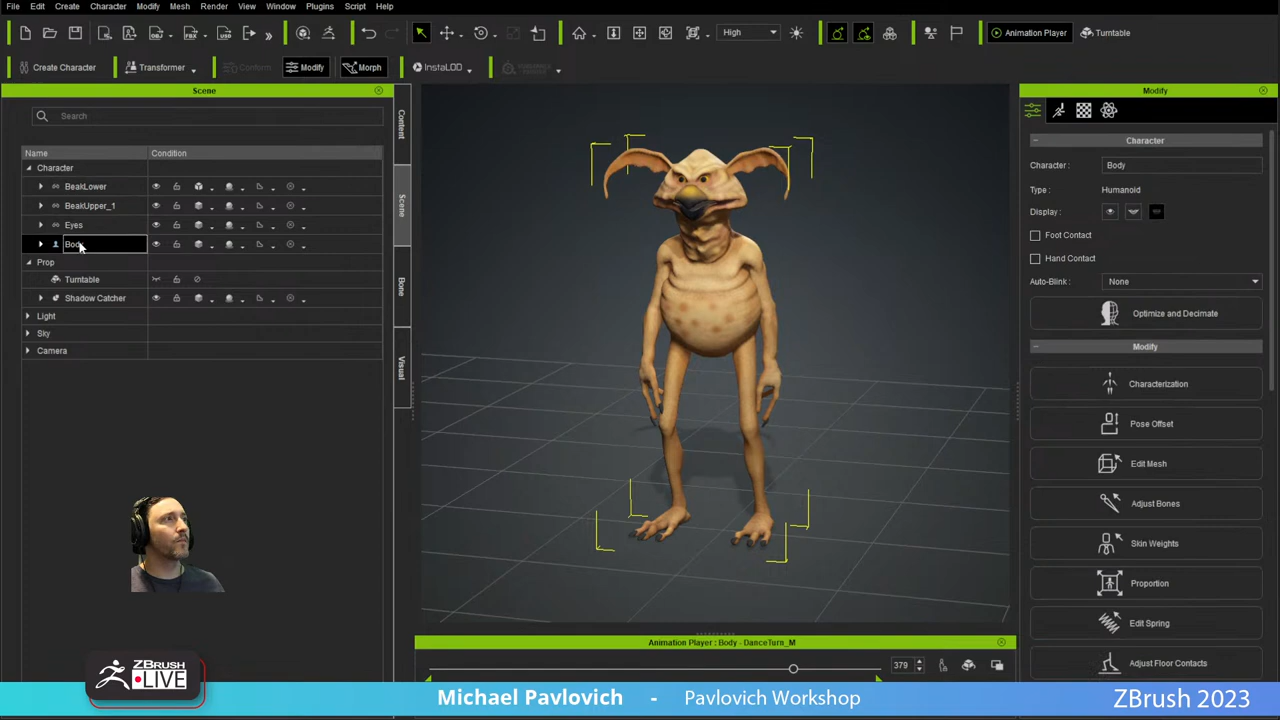 File Edit Create Character Modify Mesh Render View Window Plugins Script Help
FBX USD High Animation Player Turntable
Create Character Transformer Conform Modify Morph InstaLOD
Scene
Modify
Search
Content
Scene
Bone
Visual
Name Condition
Character
BeakLower
BeakUpper_1
Eyes
Body
Prop
Turntable
Shadow Catcher
Light
Sky
Camera
Character
Character : Body
Type : Humanoid
Display :
Foot Contact
Hand Contact
Auto-Blink : None
Optimize and Decimate
Modify
Characterization
Pose Offset
Edit Mesh
Adjust Bones
Skin Weights
Proportion
Edit Spring
Adjust Floor Contacts
Animation Player : Body - DanceTurn_M
379
ZBRUSH
LIVE
Michael Pavlovich - Pavlovich Workshop ZBrush 2023